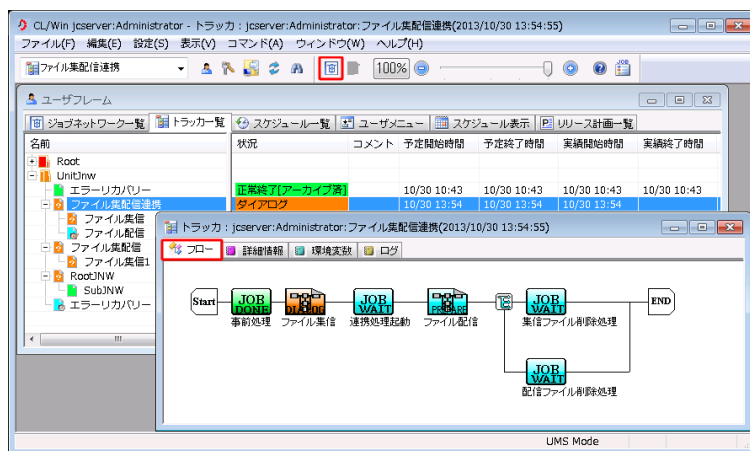 CL/Win jcserver:Administrator - トラッカ : jcserver:Administrator:ファイル集配信連携(2013/10/30 13:54:55)
ファイル(F) 編集(E) 設定(S) 表示(V) コマンド(A) ウィンドウ(W) ヘルプ(H)
ファイル集配信連携 100%
ユーザフレーム
ジョブネットワーク一覧 トラッカ一覧 スケジュール一覧 ユーザメニュー スケジュール表示 リリース計画一覧
名前 状況 コメント 予定開始時間 予定終了時間 実績開始時間 実績終了時間
Root
UnitJnw
エラーリカバリー 正常終了[アーカイブ済] 10/30 10:43 10/30 10:43 10/30 10:43 10/30 10:43
ファイル集配信連携 ダイアログ 10/30 13:54 10/30 13:54 10/30 13:54
ファイル集信
ファイル配信
ファイル集配信
ファイル集信1
RootJNW
SubJNW
エラーリカバリー
トラッカ : jcserver:Administrator:ファイル集配信連携(2013/10/30 13:54:55)
フロー 詳細情報 環境変数 ログ
Start JOB DONE DIALOG JOB WAIT PREPARE JOB WAIT END
事前処理 ファイル集信 連携処理起動 ファイル配信 集信ファイル削除処理
JOB WAIT
配信ファイル削除処理
UMS Mode